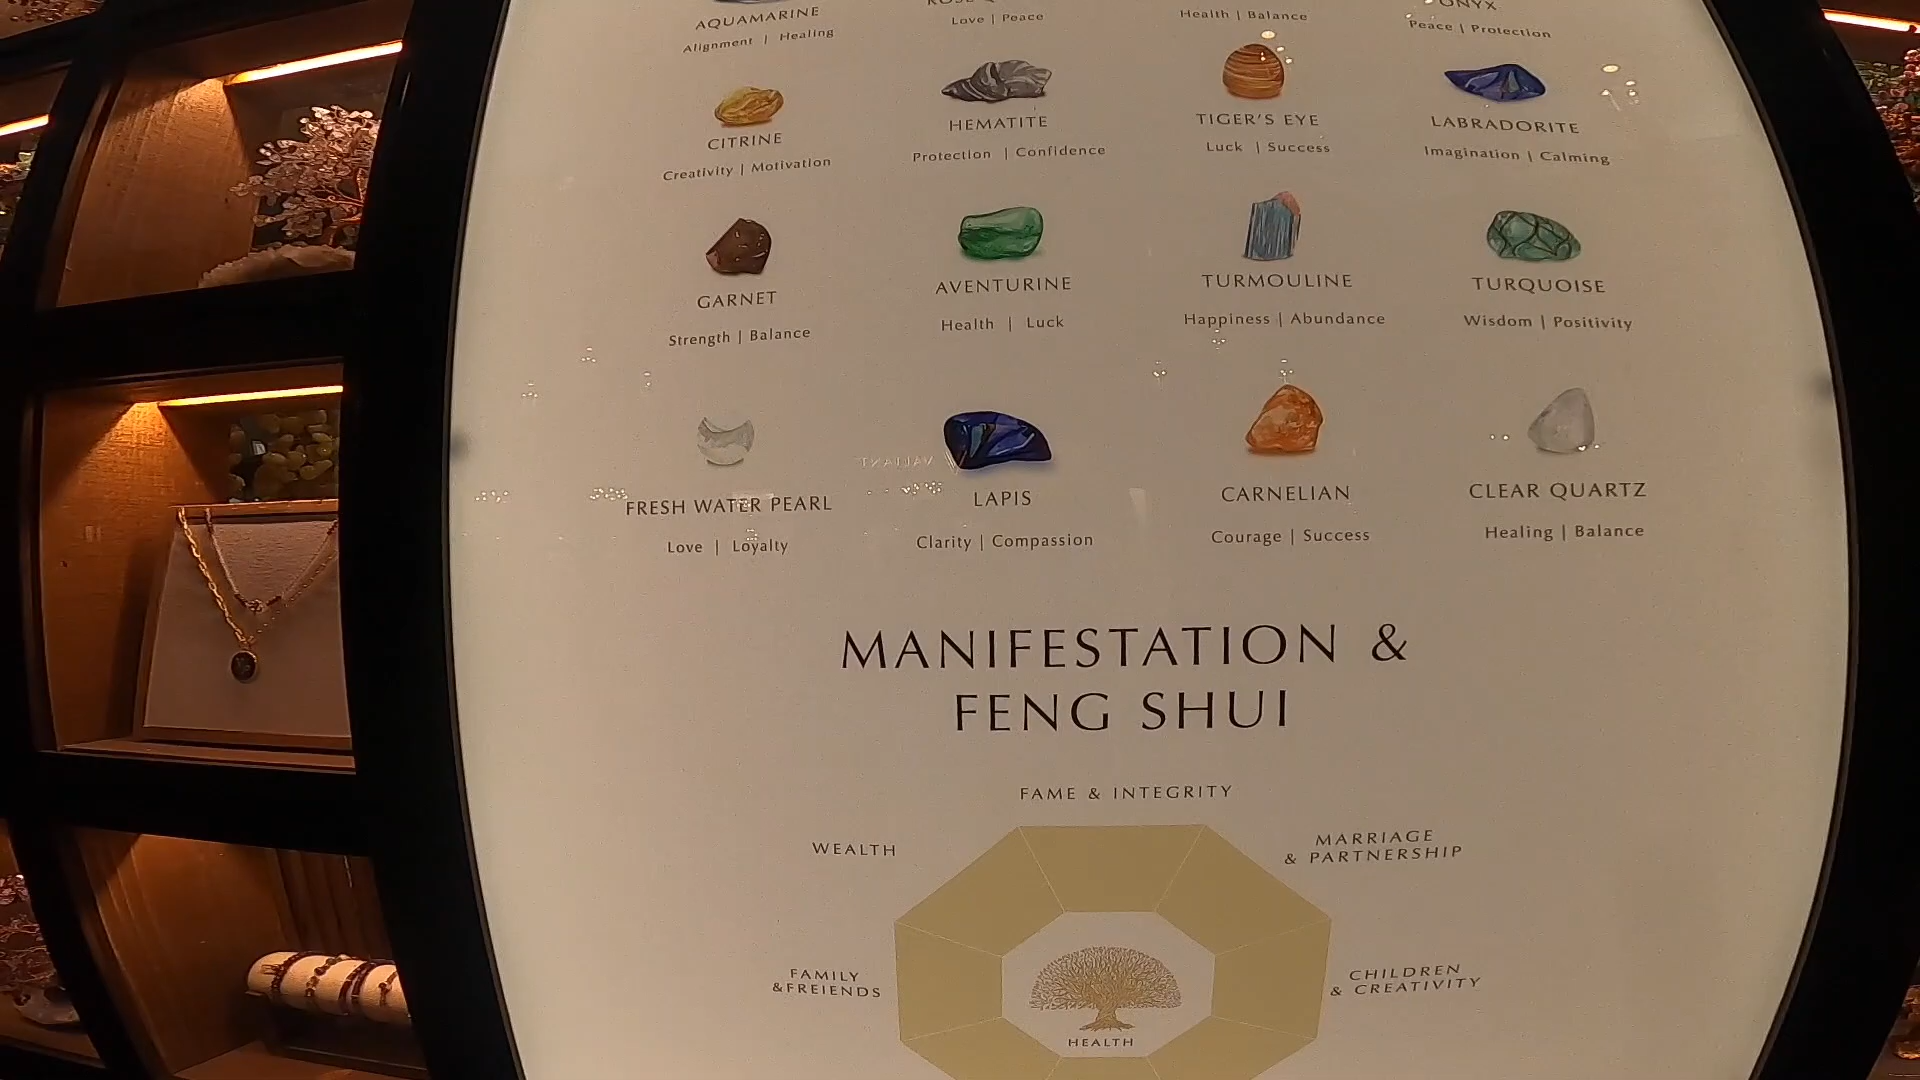 AQUAMARINE
Alignment | Healing
Love | Peace
Health | Balance
ONYX
Peace | Protection
CITRINE
Creativity | Motivation
HEMATITE
Protection | Confidence
TIGER'S EYE
Luck | Success
LABRADORITE
Imagination | Calming
GARNET
Strength | Balance
AVENTURINE
Health | Luck
TURMOULINE
Happiness | Abundance
TURQUOISE
Wisdom | Positivity
FRESH WATER PEARL
Love | Loyalty
LAPIS
Clarity | Compassion
CARNELIAN
Courage | Success
CLEAR QUARTZ
Healing | Balance
MANIFESTATION &
FENG SHUI
FAME & INTEGRITY
WEALTH
MARRIAGE
& PARTNERSHIP
FAMILY
&FREIENDS
CHILDREN
& CREATIVITY
HEALTH